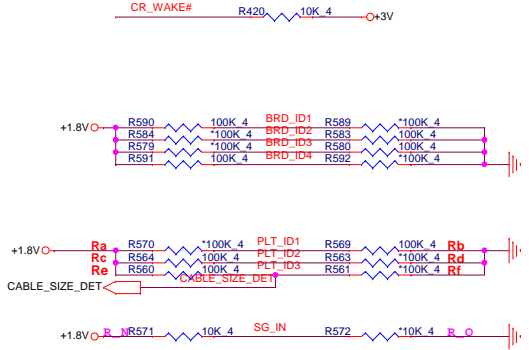 CR_WAKE# R420 10K_4 +3V
R590 100K_4 BRD_ID1 R589 *100K_4
+1.8V R584 *100K_4 BRD_ID2 R583 100K_4
R579 *100K_4 BRD_ID3 R580 100K_4
R591 100K_4 BRD_ID4 R592 *100K_4
+1.8V Ra R570 *100K_4 PLT_ID1 R569 100K_4 Rb
Rc R564 100K_4 PLT_ID2 R563 *100K_4 Rd
Re R560 *100K_4 PLT_ID3 R561 100K_4 Rf
CABLE_SIZE_DET CABLE_SIZE_DET
+1.8V R_N R571 10K_4 SG_IN R572 *10K_4 R_O